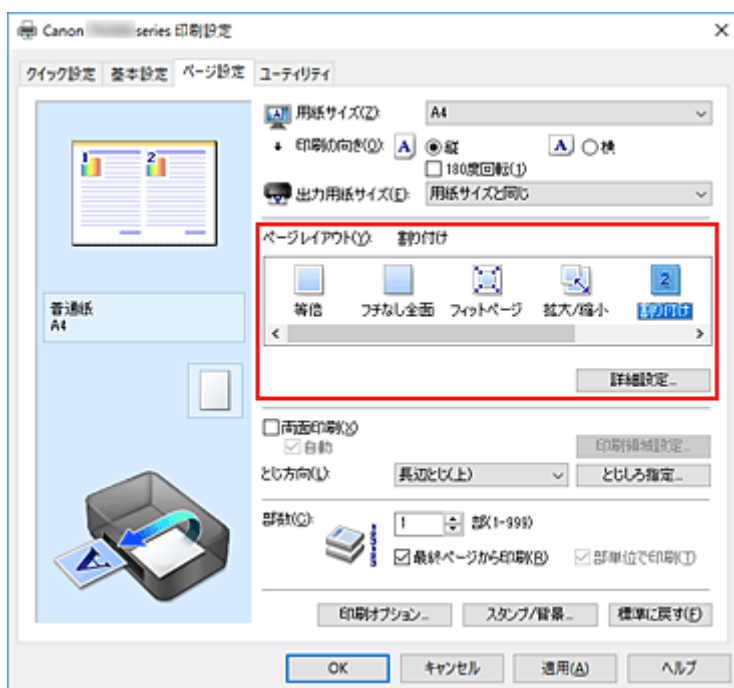 Canon series 印刷設定
クイック設定 基本設定 ページ設定 ユーティリティ
1 2
普通紙
A4
用紙サイズ(Z): A4
印刷の向き(O): A 縦 A 横
180度回転(J)
出力用紙サイズ(E): 用紙サイズと同じ
ページレイアウト(Y): 割り付け
2
等倍 フチなし全面 フィットページ 拡大/縮小 割り付け
詳細設定...
両面印刷(X)
自動 印刷領域設定...
とじ方向(L): 長辺とじ(上) とじしろ指定...
部数(C): 1 部(1-999)
最終ページから印刷(R) 部単位で印刷(T)
印刷オプション... スタンプ/背景... 標準に戻す(F)
OK キャンセル 適用(A) ヘルプ